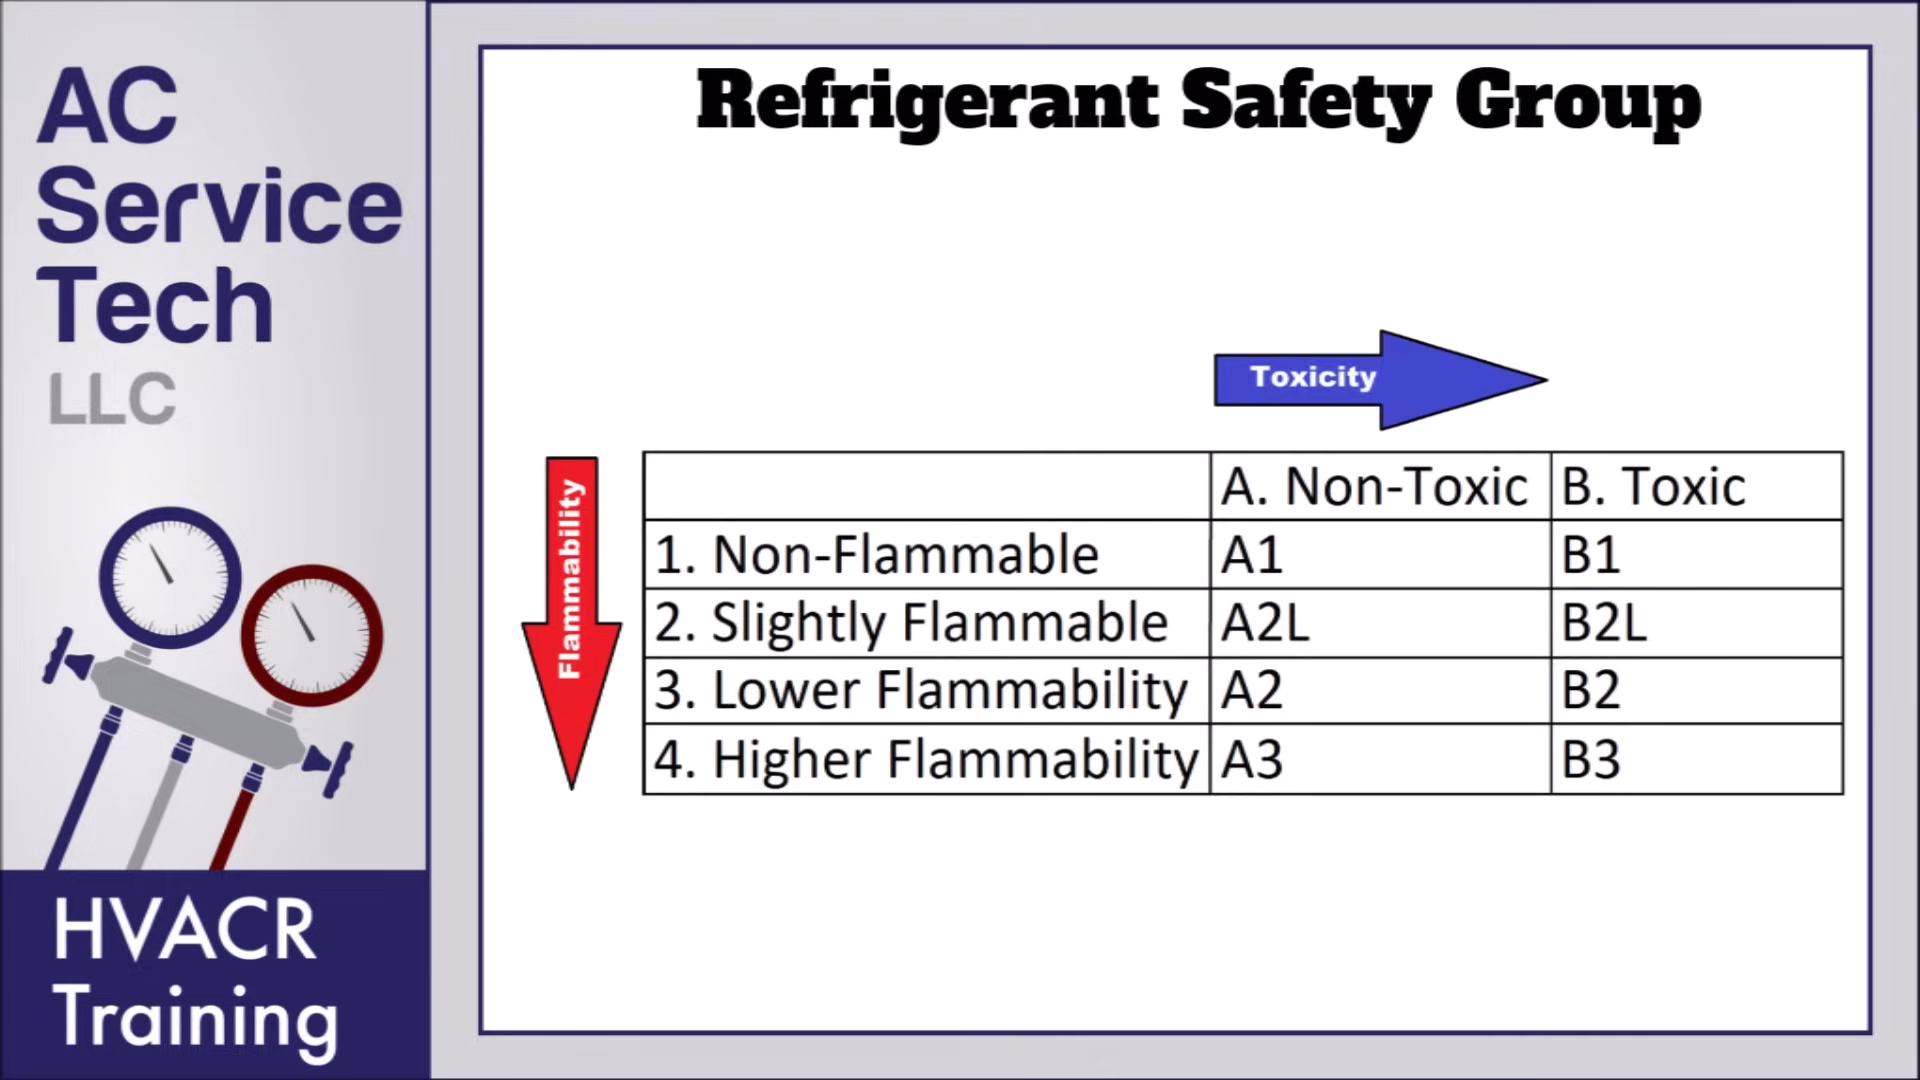 AC
Service
Tech
LLC
HVACR
Training
Refrigerant Safety Group
Toxicity
Flammability
A. Non-Toxic B. Toxic
1. Non-Flammable A1 B1
2. Slightly Flammable A2L B2L
3. Lower Flammability A2 B2
4. Higher Flammability A3 B3